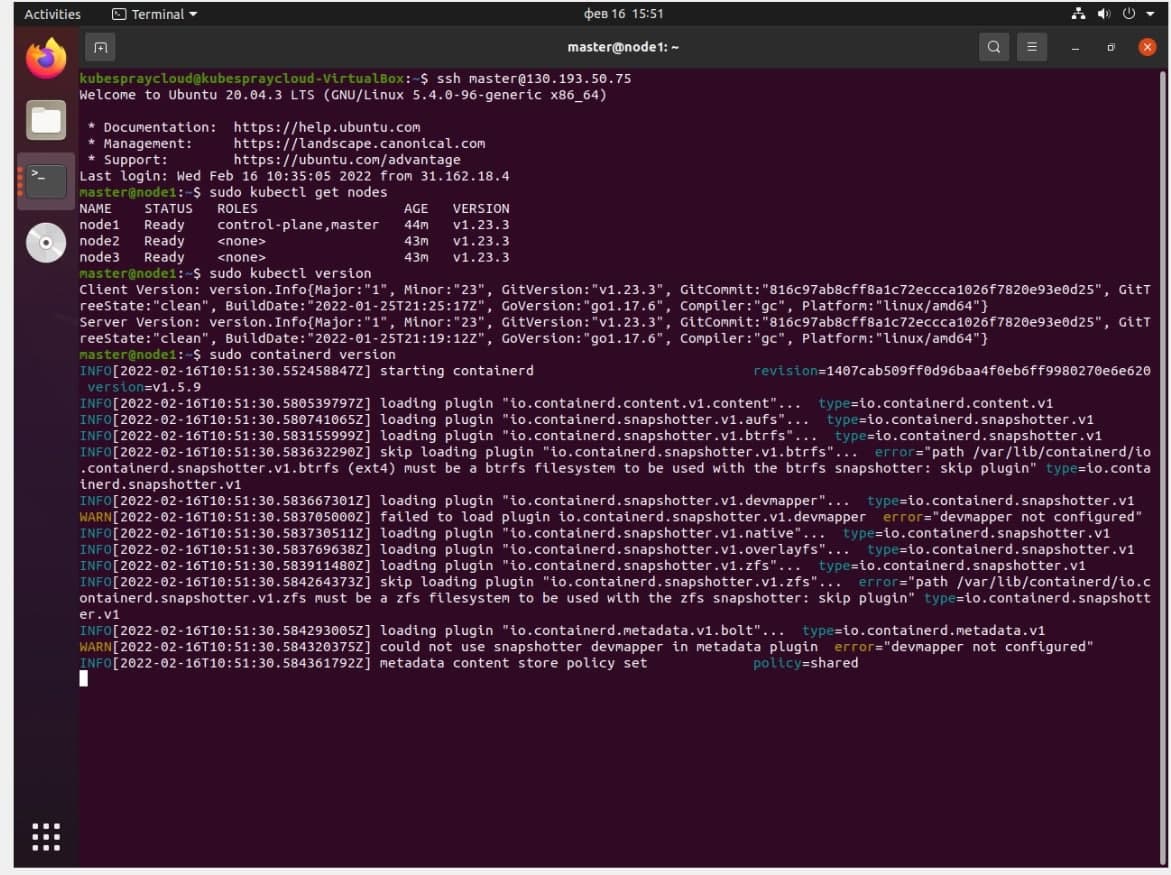 Activities Terminal фев 16 15:51
master@node1: ~
kubespraycloud@kubespraycloud-VirtualBox:~$ ssh master@130.193.50.75
Welcome to Ubuntu 20.04.3 LTS (GNU/Linux 5.4.0-96-generic x86_64)
* Documentation: https://help.ubuntu.com
* Management: https://landscape.canonical.com
* Support: https://ubuntu.com/advantage
Last login: Wed Feb 16 10:35:05 2022 from 31.162.18.4
master@node1:~$ sudo kubectl get nodes
NAME STATUS ROLES AGE VERSION
node1 Ready control-plane,master 44m v1.23.3
node2 Ready <none> 43m v1.23.3
node3 Ready <none> 43m v1.23.3
master@node1:~$ sudo kubectl version
Client Version: version.Info{Major:"1", Minor:"23", GitVersion:"v1.23.3", GitCommit:"816c97ab8cff8a1c72eccca1026f7820e93e0d25", GitT
reeState:"clean", BuildDate:"2022-01-25T21:25:17Z", GoVersion:"go1.17.6", Compiler:"gc", Platform:"linux/amd64"}
Server Version: version.Info{Major:"1", Minor:"23", GitVersion:"v1.23.3", GitCommit:"816c97ab8cff8a1c72eccca1026f7820e93e0d25", GitT
reeState:"clean", BuildDate:"2022-01-25T21:19:12Z", GoVersion:"go1.17.6", Compiler:"gc", Platform:"linux/amd64"}
master@node1:~$ sudo containerd version
INFO[2022-02-16T10:51:30.552458847Z] starting containerd revision=1407cab509ff0d96baa4f0eb6ff9980270e6e620
version=v1.5.9
INFO[2022-02-16T10:51:30.580539797Z] loading plugin "io.containerd.content.v1.content"... type=io.containerd.content.v1
INFO[2022-02-16T10:51:30.580741065Z] loading plugin "io.containerd.snapshotter.v1.aufs"... type=io.containerd.snapshotter.v1
INFO[2022-02-16T10:51:30.583155999Z] loading plugin "io.containerd.snapshotter.v1.btrfs"... type=io.containerd.snapshotter.v1
INFO[2022-02-16T10:51:30.583632290Z] skip loading plugin "io.containerd.snapshotter.v1.btrfs"... error="path /var/lib/containerd/io
.containerd.snapshotter.v1.btrfs (ext4) must be a btrfs filesystem to be used with the btrfs snapshotter: skip plugin" type=io.conta
inerd.snapshotter.v1
INFO[2022-02-16T10:51:30.583667301Z] loading plugin "io.containerd.snapshotter.v1.devmapper"... type=io.containerd.snapshotter.v1
WARN[2022-02-16T10:51:30.583705000Z] failed to load plugin io.containerd.snapshotter.v1.devmapper error="devmapper not configured"
INFO[2022-02-16T10:51:30.583730511Z] loading plugin "io.containerd.snapshotter.v1.native"... type=io.containerd.snapshotter.v1
INFO[2022-02-16T10:51:30.583769638Z] loading plugin "io.containerd.snapshotter.v1.overlayfs"... type=io.containerd.snapshotter.v1
INFO[2022-02-16T10:51:30.583911480Z] loading plugin "io.containerd.snapshotter.v1.zfs"... type=io.containerd.snapshotter.v1
INFO[2022-02-16T10:51:30.584264373Z] skip loading plugin "io.containerd.snapshotter.v1.zfs"... error="path /var/lib/containerd/io.c
ontainerd.snapshotter.v1.zfs must be a zfs filesystem to be used with the zfs snapshotter: skip plugin" type=io.containerd.snapshott
er.v1
INFO[2022-02-16T10:51:30.584293005Z] loading plugin "io.containerd.metadata.v1.bolt"... type=io.containerd.metadata.v1
WARN[2022-02-16T10:51:30.584320375Z] could not use snapshotter devmapper in metadata plugin error="devmapper not configured"
INFO[2022-02-16T10:51:30.584361792Z] metadata content store policy set policy=shared